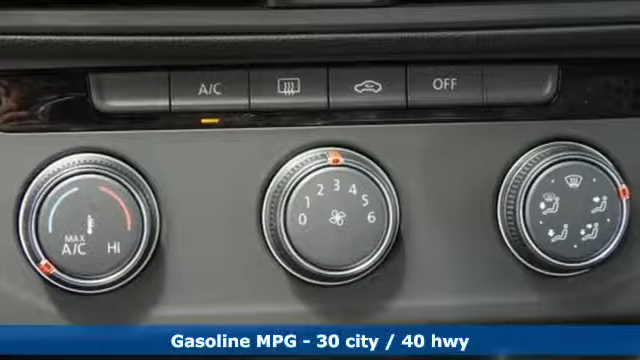 A/C OFF
1 2 3 4 5
0 6
MAX
A/C HI
Gasoline MPG - 30 city / 40 hwy